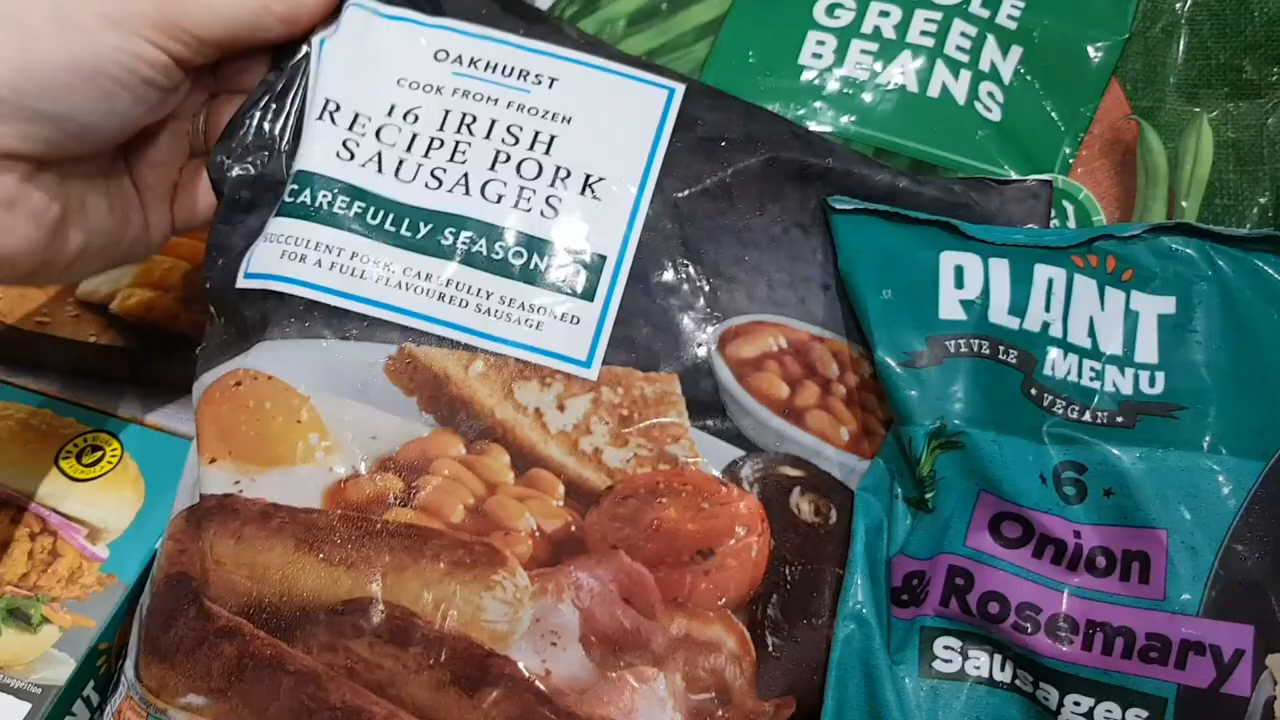 OAKHURST
COOK FROM FROZEN
16 IRISH
RECIPE PORK
SAUSAGES
CAREFULLY SEASONED
SUCCULENT PORK, CAREFULLY SEASONED
FOR A FULL-FLAVOURED SAUSAGE
GREEN
BEANS
PLANT
MENU
VIVE LE
VEGAN
6
Onion
& Rosemary
Sausages